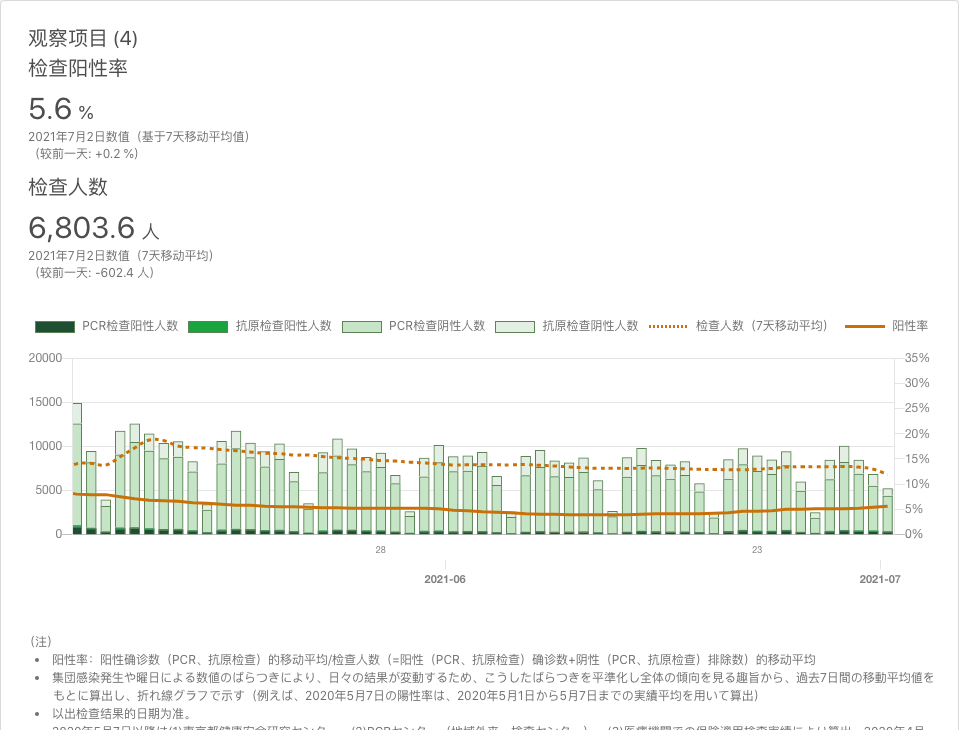 观察项目 (4)
检查阳性率
5.6 %
2021年7月2日数值（基于7天移动平均值）
（较前一天: +0.2 %）
检查人数
6,803.6 人
2021年7月2日数值（7天移动平均）
（较前一天: -602.4 人）
PCR检查阳性人数 抗原检查阳性人数 PCR检查阴性人数 抗原检查阴性人数 检查人数（7天移动平均） 阳性率
20000 35%
30%
15000 25%
20%
10000 15%
5000 10%
5%
0 0%
28 23
2021-06 2021-07
（注）
• 阳性率：阳性确诊数（PCR、抗原检查）的移动平均/检查人数（=阳性（PCR、抗原检查）确诊数+阴性（PCR、抗原检查）排除数）的移动平均
• 集団感染発生や曜日による数値のばらつきにより、日々の結果が変動するため、こうしたばらつきを平準化し全体の傾向を見る趣旨から、過去7日間の移動平均値を
もとに算出し、折れ線グラフで示す（例えば、2020年5月7日の陽性率は、2020年5月1日から5月7日までの実績平均を用いて算出）
• 以出检查结果的日期为准。